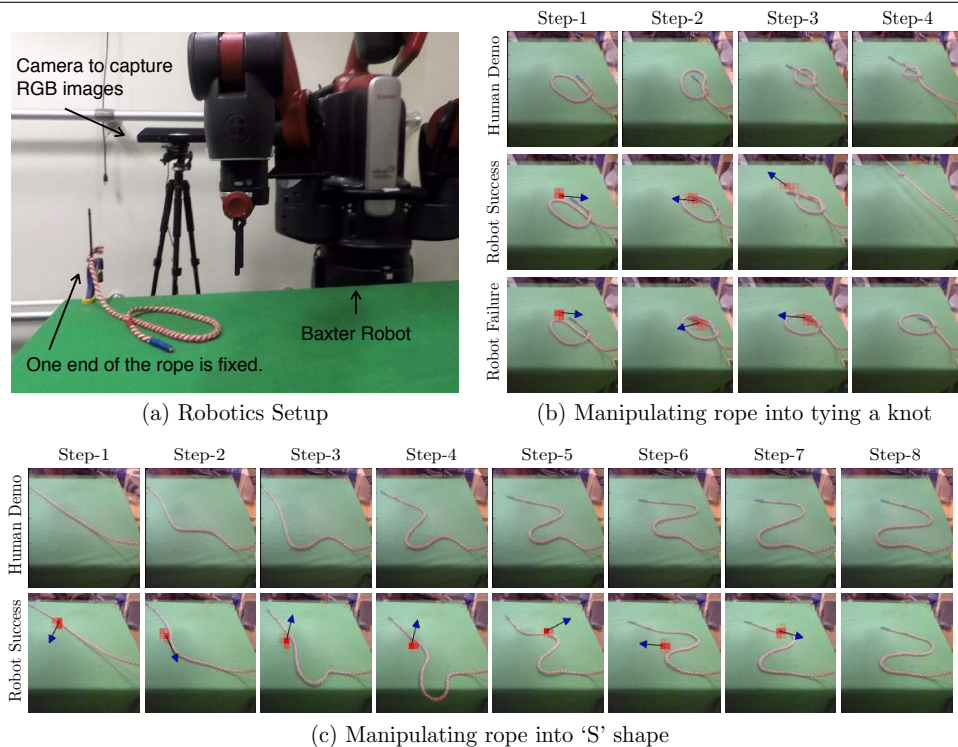 Camera to capture
RGB images
Baxter Robot
One end of the rope is fixed.
(a) Robotics Setup
Step-1 Step-2 Step-3 Step-4
Human Demo
Robot Success
Robot Failure
(b) Manipulating rope into tying a knot
Step-1 Step-2 Step-3 Step-4 Step-5 Step-6 Step-7 Step-8
Human Demo
Robot Success
(c) Manipulating rope into ‘S’ shape